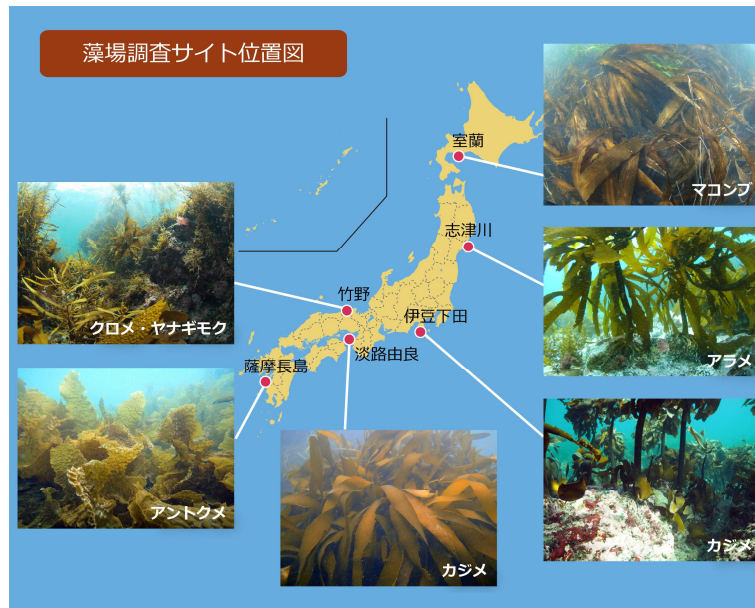 藻場調査サイト位置図
室蘭
マコンブ
志津川
アラメ
竹野
クロメ・ヤナギモク
伊豆下田
カジメ
淡路由良
カジメ
薩摩長島
アントクメ